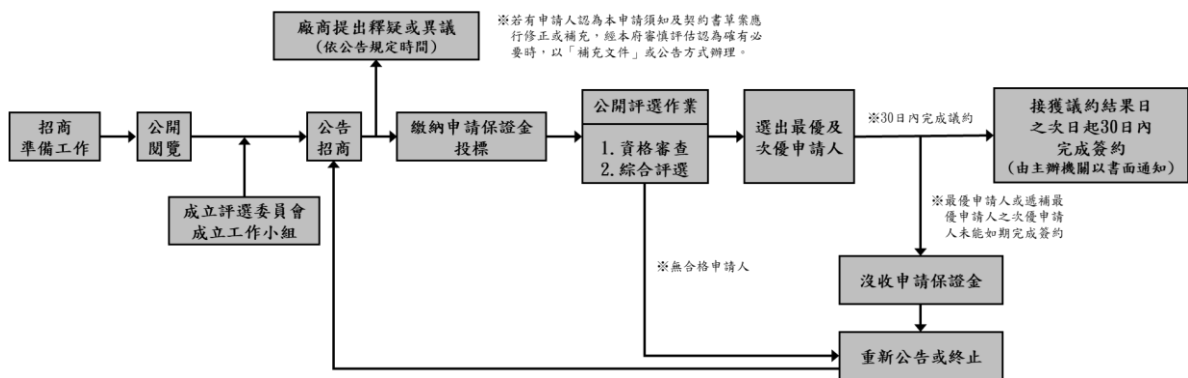 廠商提出釋疑或異議
(依公告規定時間)
※若有申請人認為本申請須知及契約書草案應
行修正或補充，經本府審慎評估認為確有必
要時，以「補充文件」或公告方式辦理。
招商
準備工作
公開
閱覽
成立評選委員會
成立工作小組
公告
招商
繳納申請保證金
投標
公開評選作業
1. 資格審查
2. 綜合評選
選出最優及
次優申請人
※30日內完成議約
接獲議約結果日
之次日起30日內
完成簽約
(由主辦機關以書面通知)
※最優申請人或遞補最
優申請人之次優申請
人未能如期完成簽約
※無合格申請人
沒收申請保證金
重新公告或終止